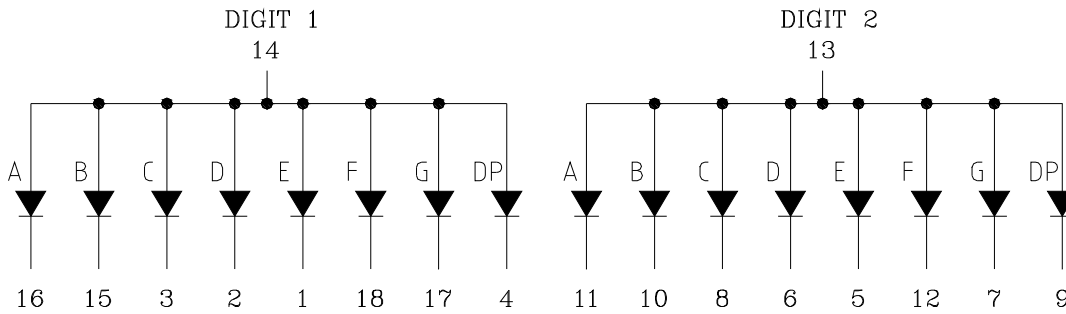 DIGIT 1 DIGIT 2
14 13
A B C D E F G DP A B C D E F G DP
16 15 3 2 1 18 17 4 11 10 8 6 5 12 7 9